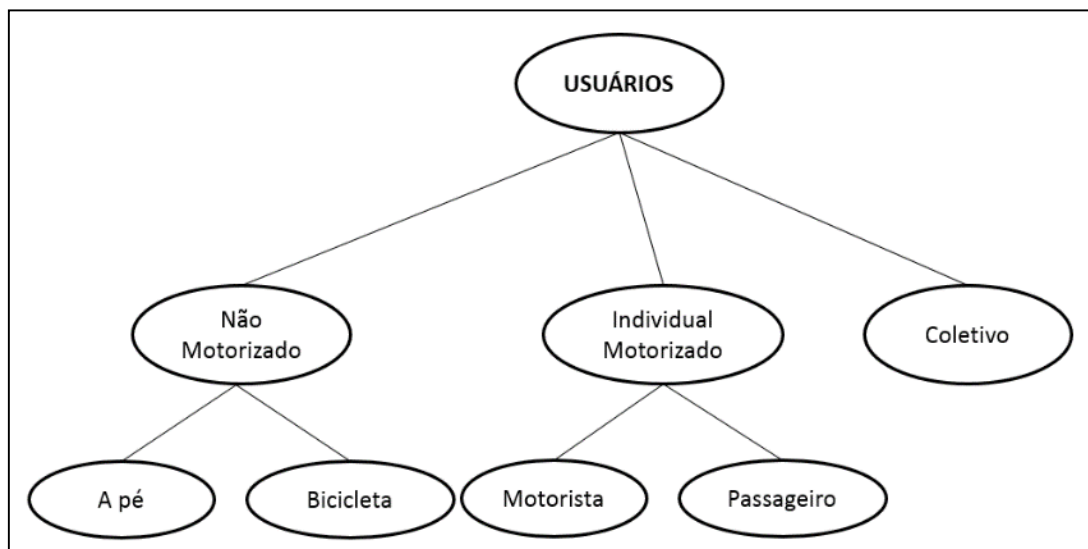 USUÁRIOS
Não
Motorizado
Individual
Motorizado
Coletivo
A pé
Bicicleta
Motorista
Passageiro